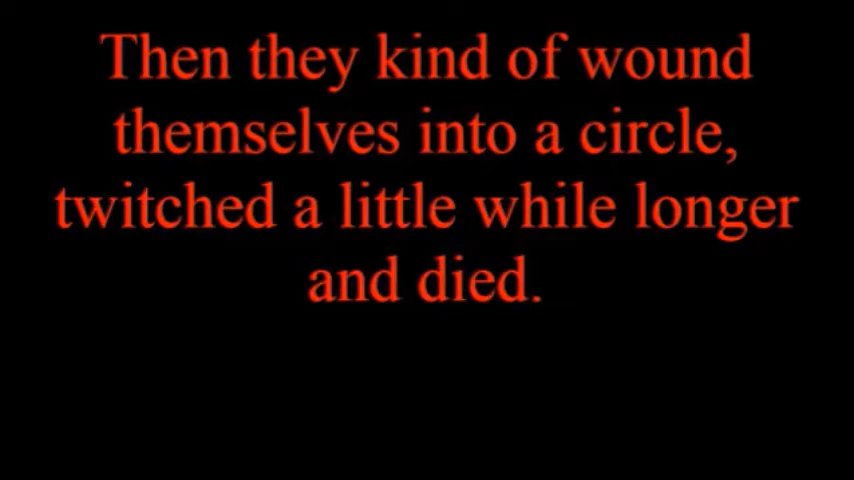 Then they kind of wound
themselves into a circle,
twitched a little while longer
and died.